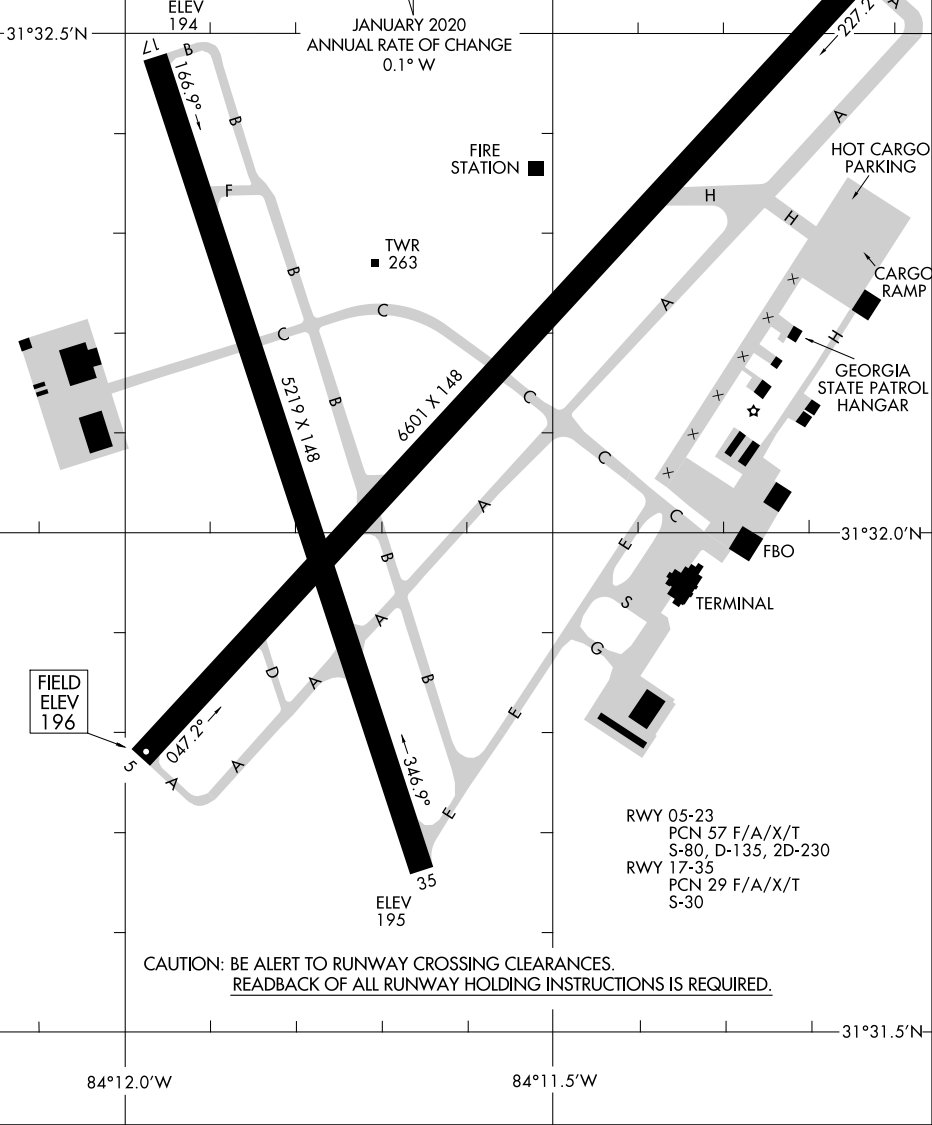 ELEV
194
31°32.5'N
JANUARY 2020
ANNUAL RATE OF CHANGE
0.1° W
17
166.9°
227.2
B
B
F
B
C
B
B
B
C
C
C
C
A
A
A
A
A
A
A
A
H
H
H
FIRE
STATION
TWR
263
HOT CARGO
PARKING
CARGO
RAMP
GEORGIA
STATE PATROL
HANGAR
5219 X 148
6601 X 148
31°32.0'N
FBO
TERMINAL
E
S
G
E
E
D
FIELD
ELEV
196
5
047.2°
346.9°
35
ELEV
195
RWY 05-23
PCN 57 F/A/X/T
S-80, D-135, 2D-230
RWY 17-35
PCN 29 F/A/X/T
S-30
CAUTION: BE ALERT TO RUNWAY CROSSING CLEARANCES.
READBACK OF ALL RUNWAY HOLDING INSTRUCTIONS IS REQUIRED.
31°31.5'N
84°12.0'W
84°11.5'W